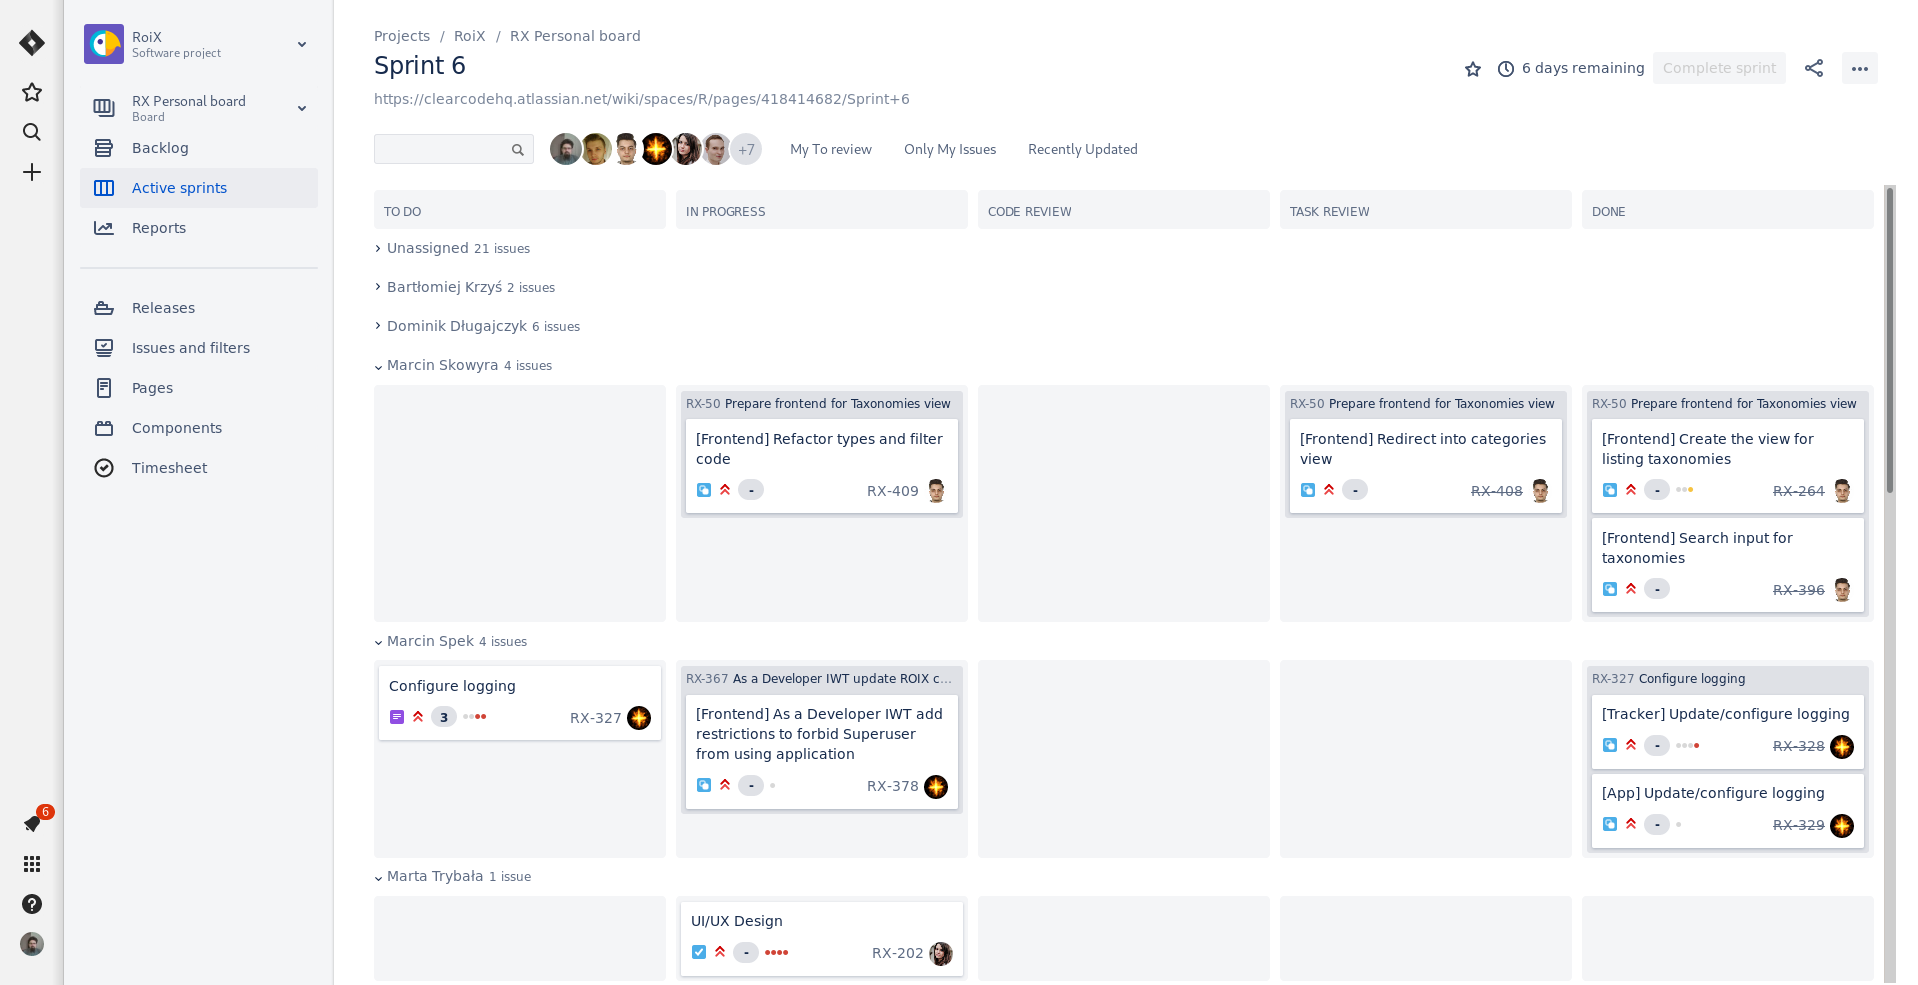 RoiX
Software project
RX Personal board
Board
Backlog
Active sprints
Reports
Releases
Issues and filters
Pages
Components
Timesheet
6
Projects / RoiX / RX Personal board
Sprint 6
6 days remaining
Complete sprint
https://clearcodehq.atlassian.net/wiki/spaces/R/pages/418414682/Sprint+6
+7
My To review
Only My Issues
Recently Updated
TO DO
IN PROGRESS
CODE REVIEW
TASK REVIEW
DONE
Unassigned 21 issues
Bartłomiej Krzyś 2 issues
Dominik Długajczyk 6 issues
Marcin Skowyra 4 issues
RX-50 Prepare frontend for Taxonomies view
[Frontend] Refactor types and filter
code
-
RX-409
RX-50 Prepare frontend for Taxonomies view
[Frontend] Redirect into categories
view
-
RX-408
RX-50 Prepare frontend for Taxonomies view
[Frontend] Create the view for
listing taxonomies
-
RX-264
[Frontend] Search input for
taxonomies
-
RX-396
Marcin Spek 4 issues
Configure logging
3
RX-327
RX-367 As a Developer IWT update ROIX c...
[Frontend] As a Developer IWT add
restrictions to forbid Superuser
from using application
-
RX-378
RX-327 Configure logging
[Tracker] Update/configure logging
-
RX-328
[App] Update/configure logging
-
RX-329
Marta Trybała 1 issue
UI/UX Design
-
RX-202